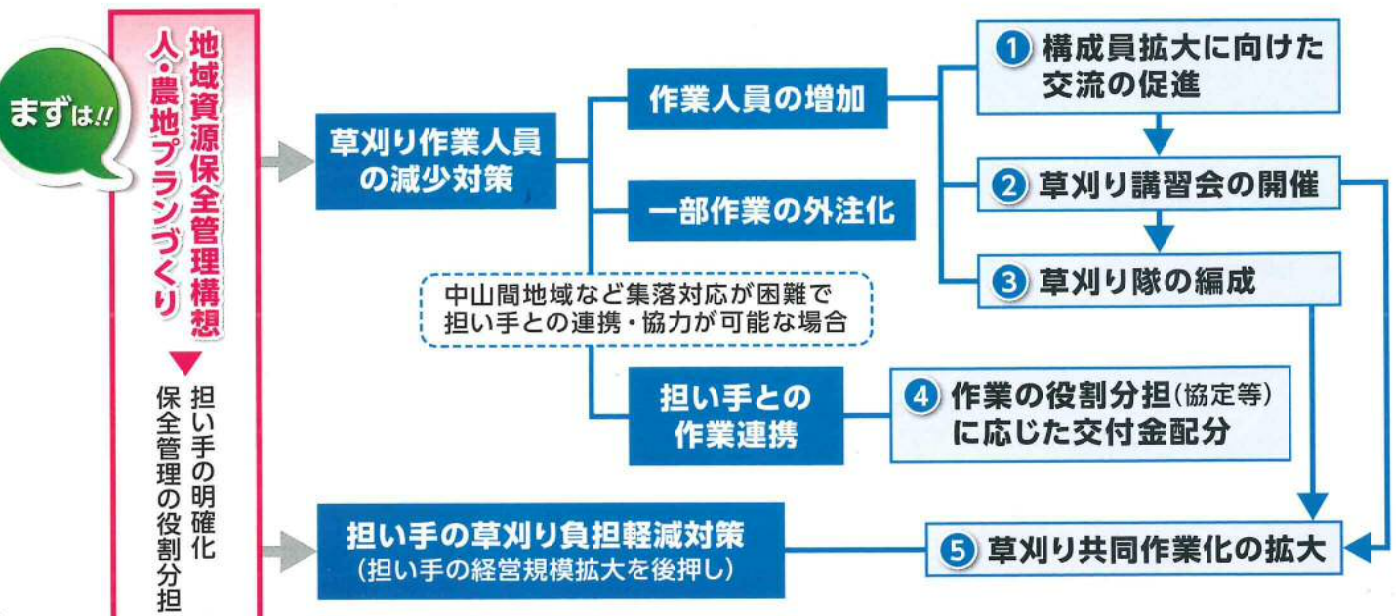 まずは!!
地域資源保全管理構想
人・農地プランづくり
担い手の明確化
保全管理の役割分担
草刈り作業人員
の減少対策
作業人員の増加
一部作業の外注化
中山間地域など集落対応が困難で
担い手との連携・協力が可能な場合
担い手との
作業連携
1 構成員拡大に向けた
交流の促進
2 草刈り講習会の開催
3 草刈り隊の編成
4 作業の役割分担(協定等)
に応じた交付金配分
担い手の草刈り負担軽減対策
(担い手の経営規模拡大を後押し)
5 草刈り共同作業化の拡大